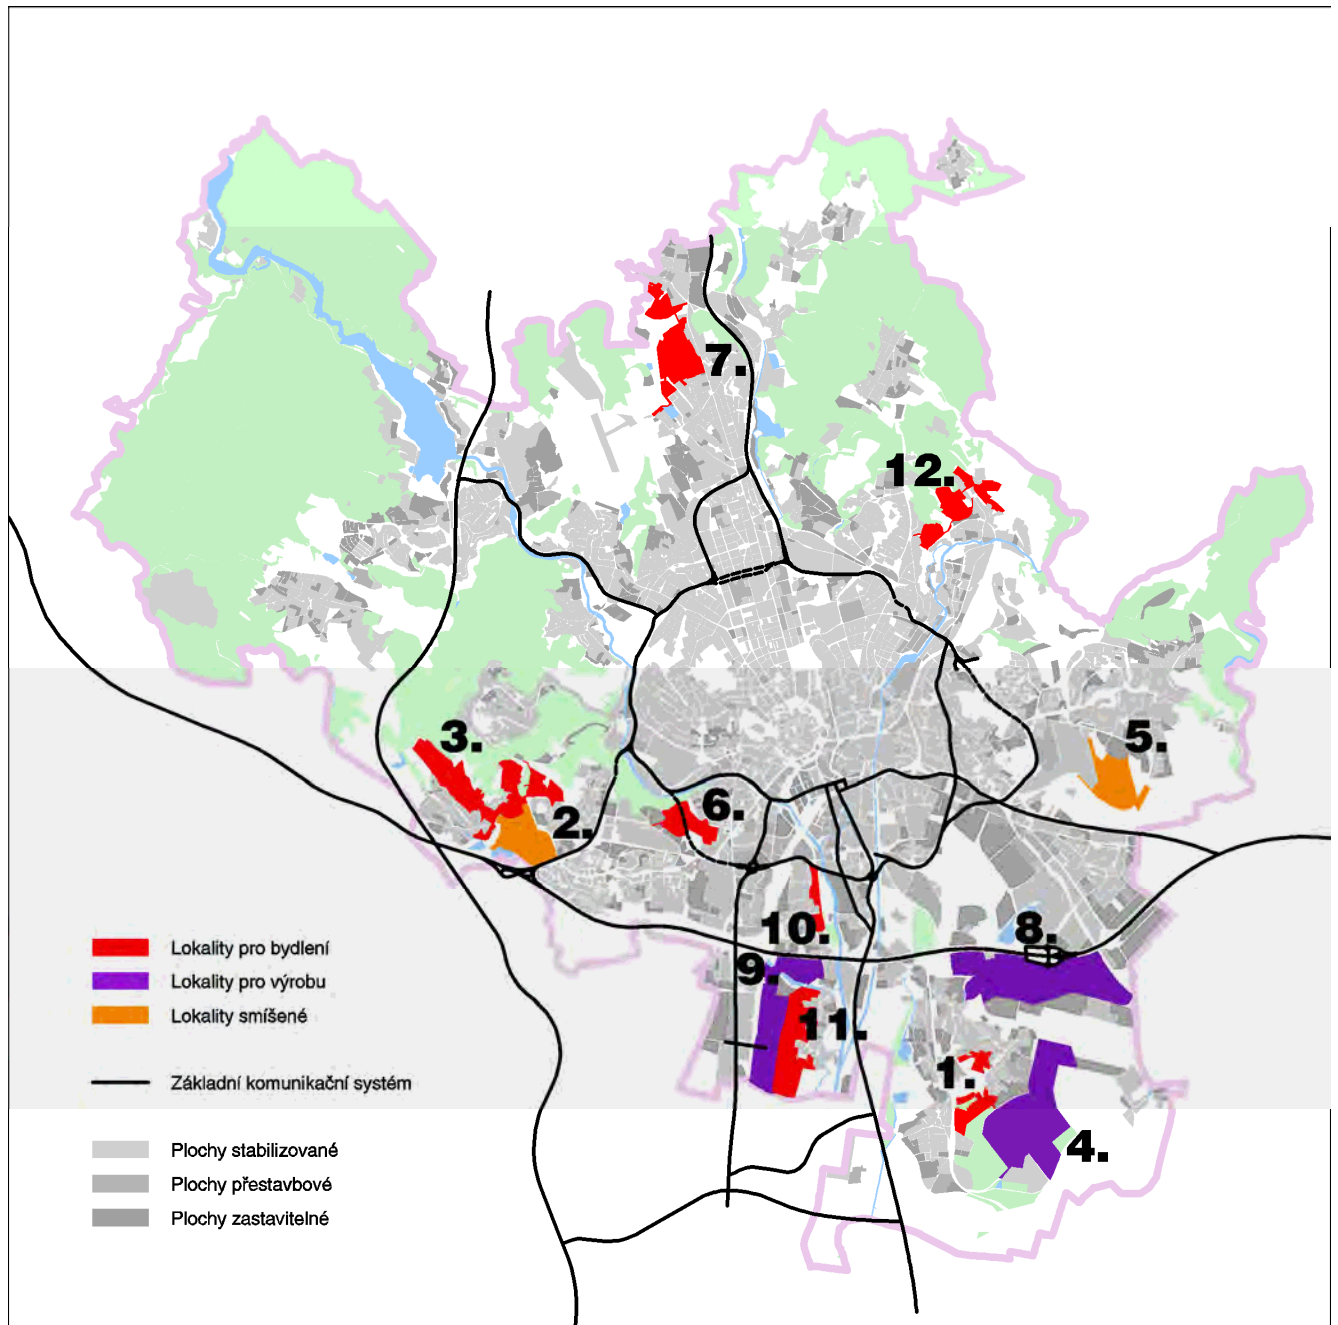 7.
12.
3.
5.
2.
6.
10.
8.
9.
11.
1.
4.
Lokality pro bydlení
Lokality pro výrobu
Lokality smíšené
Základní komunikační systém
Plochy stabilizované
Plochy přestavbové
Plochy zastavitelné